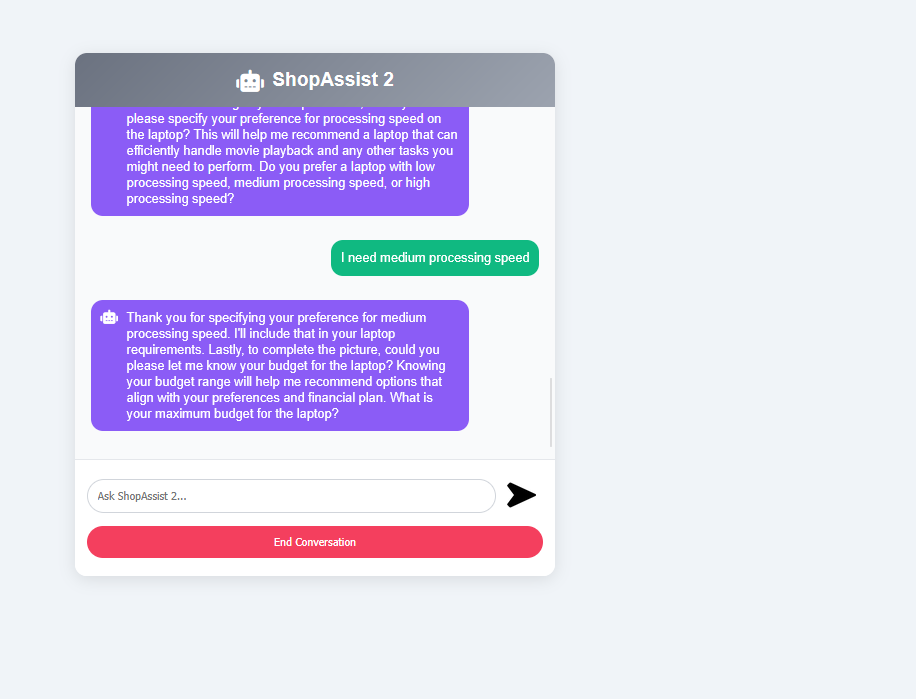 ShopAssist 2
please specify your preference for processing speed on
the laptop? This will help me recommend a laptop that can
efficiently handle movie playback and any other tasks you
might need to perform. Do you prefer a laptop with low
processing speed, medium processing speed, or high
processing speed?
I need medium processing speed
Thank you for specifying your preference for medium
processing speed. I'll include that in your laptop
requirements. Lastly, to complete the picture, could you
please let me know your budget for the laptop? Knowing
your budget range will help me recommend options that
align with your preferences and financial plan. What is
your maximum budget for the laptop?
Ask ShopAssist 2...
End Conversation